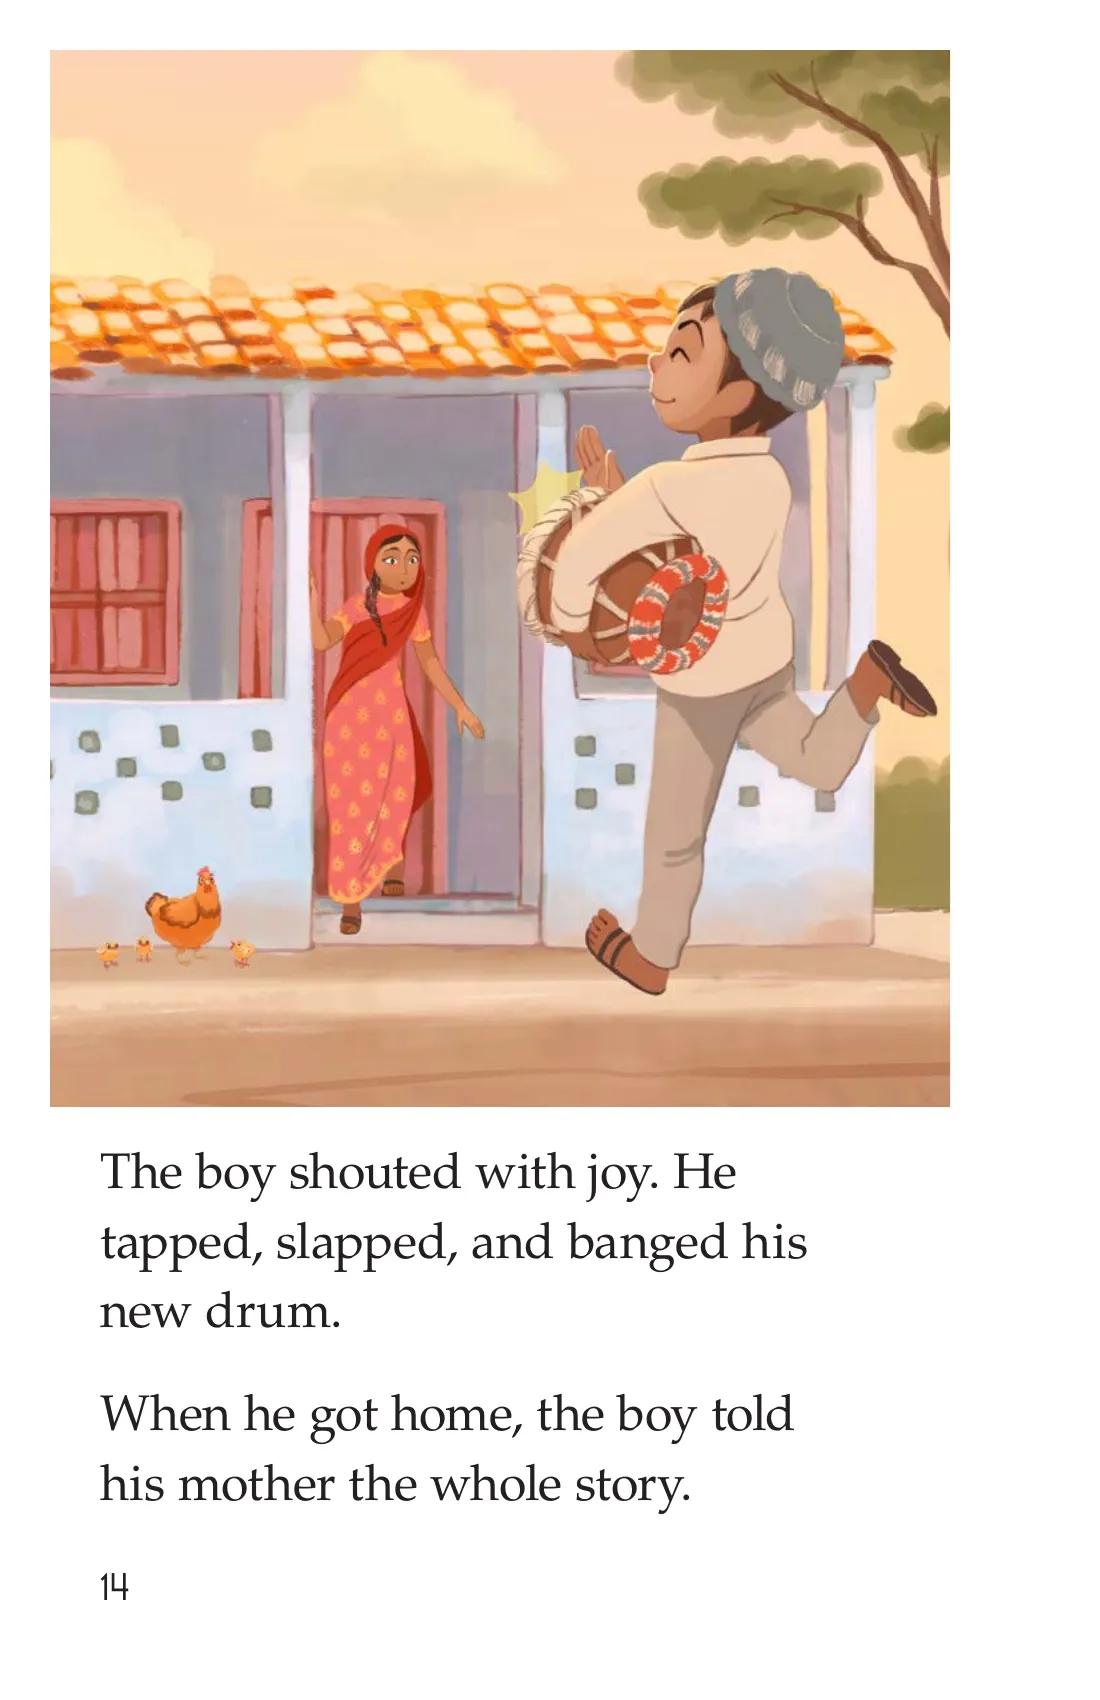 The boy shouted with joy. He
tapped, slapped, and banged his
new drum.
When he got home, the boy told
his mother the whole story.
14